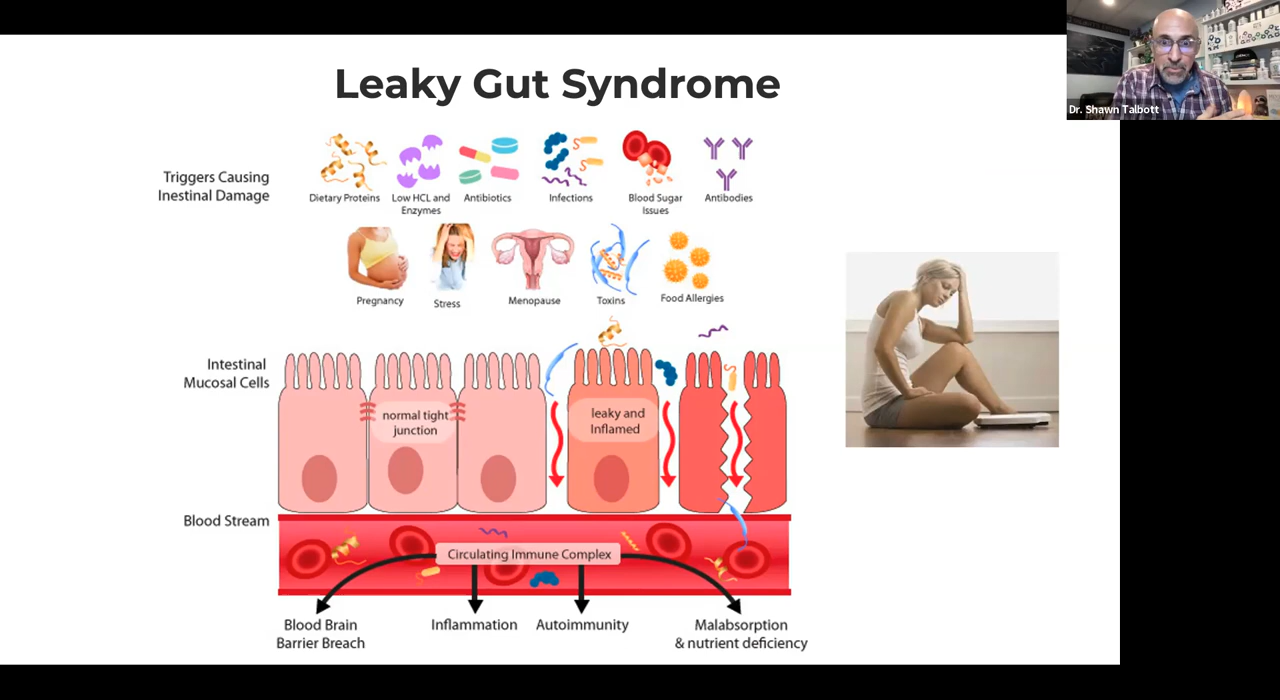 Leaky Gut Syndrome
Dr. Shawn Talbott
Triggers Causing
Inestinal Damage
Dietary Proteins
Low HCL and
Enzymes
Antibiotics
Infections
Blood Sugar
Issues
Antibodies
Pregnancy
Stress
Menopause
Toxins
Food Allergies
Intestinal
Mucosal Cells
normal tight
junction
leaky and
Inflamed
Blood Stream
Circulating Immune Complex
Blood Brain
Barrier Breach
Inflammation
Autoimmunity
Malabsorption
& nutrient deficiency